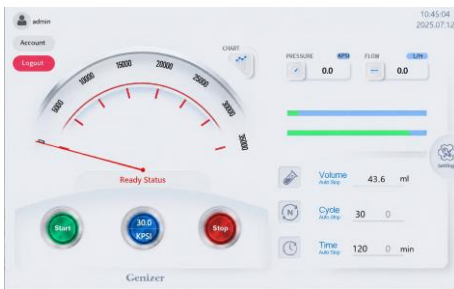 admin
10:45:04
2025.07.12
Account
Logout
CHART
PRESSURE KPSI FLOW L/H
0.0 0.0
0 5000 10000 15000 20000 25000 30000 35000
Setting
Ready Status
Volume 43.6 ml
Auto Stop
Start 30.0 KPSI Stop
N Cycle 30 0
Auto Stop
Time 120 0 min
Auto Stop
Genizer